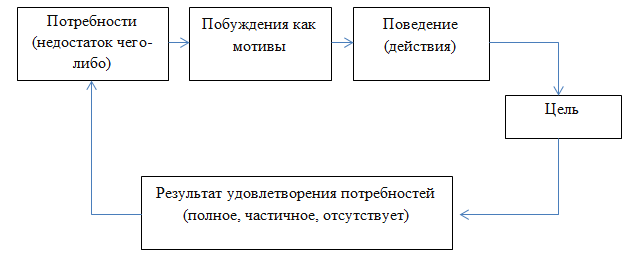 Потребности
(недостаток чего-
либо)
Побуждения как
мотивы
Поведение
(действия)
Цель
Результат удовлетворения потребностей
(полное, частичное, отсутствует)